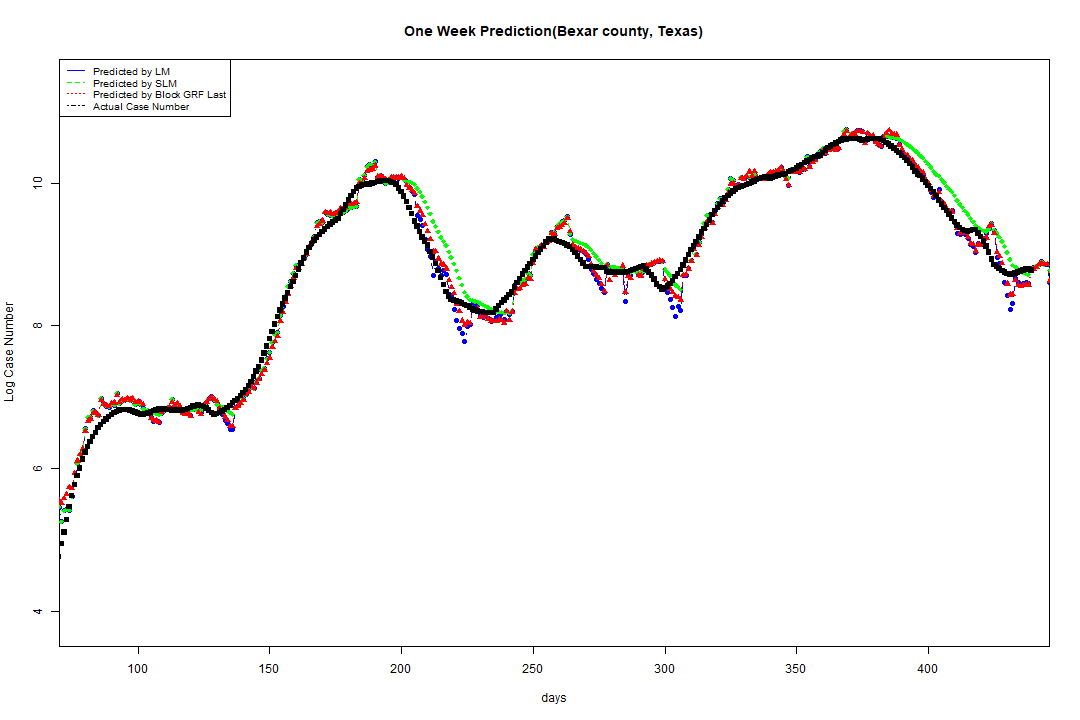 One Week Prediction(Bexar county, Texas)
Predicted by LM
Predicted by SLM
Predicted by Block GRF Last
Actual Case Number
10
8
6
4
Log Case Number
100 150 200 250 300 350 400
days